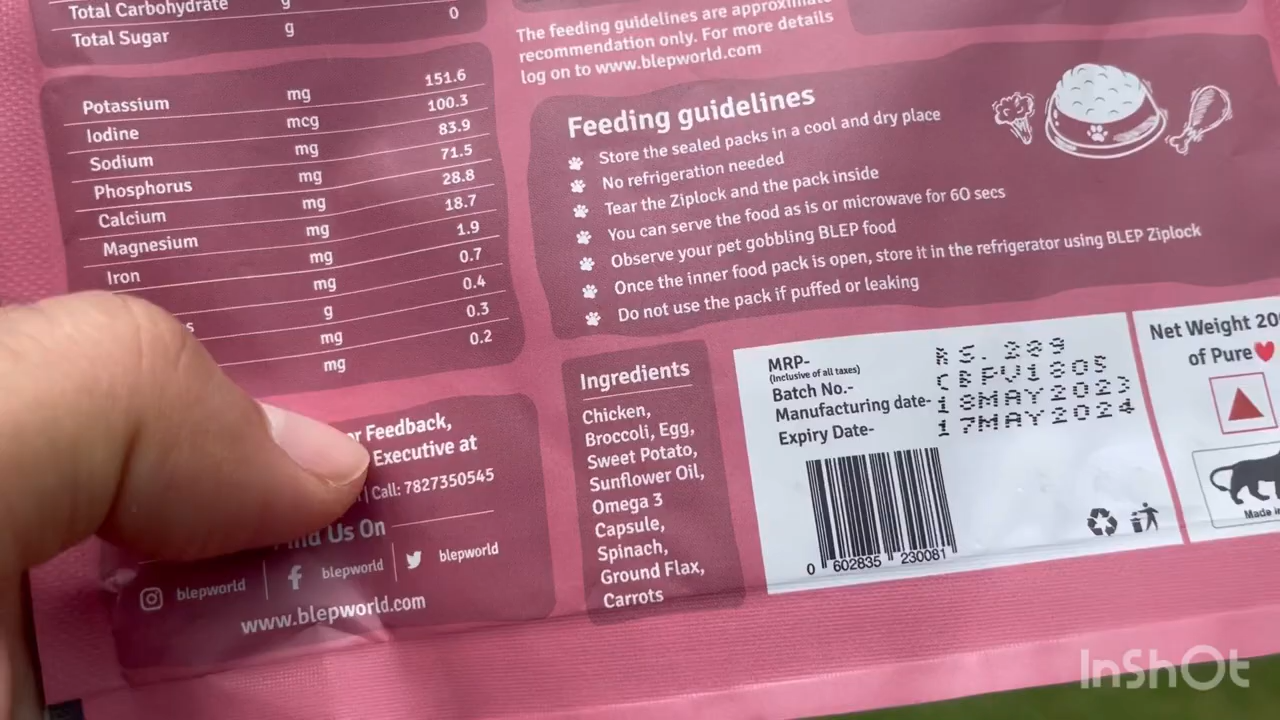 Total Carbohydrate g
Total Sugar g 0
Potassium mg 151.6
Iodine mcg 100.3
Sodium mg 83.9
Phosphorus mg 71.5
Calcium mg 28.8
Magnesium mg 18.7
Iron mg 1.9
mg 0.7
s g 0.4
mg 0.3
mg 0.2
The feeding guidelines are approximate
recommendation only. For more details
log on to www.blepworld.com
Feeding guidelines
Store the sealed packs in a cool and dry place
No refrigeration needed
Tear the Ziplock and the pack inside
You can serve the food as is or microwave for 60 secs
Observe your pet gobbling BLEP food
Once the inner food pack is open, store it in the refrigerator using BLEP Ziplock
Do not use the pack if puffed or leaking
or Feedback,
Executive at
| Call: 7827350545
Us On
blepworld | blepworld | blepworld
www.blepworld.com
Ingredients
Chicken,
Broccoli, Egg,
Sweet Potato,
Sunflower Oil,
Omega 3
Capsule,
Spinach,
Ground Flax,
Carrots
MRP- RS. 289
(Inclusive of all taxes)
Batch No.- CBPV1805
Manufacturing date- 18MAY2023
Expiry Date- 17MAY2024
0 602835 230081
Net Weight 20
of Pure❤
Made in
InShOt